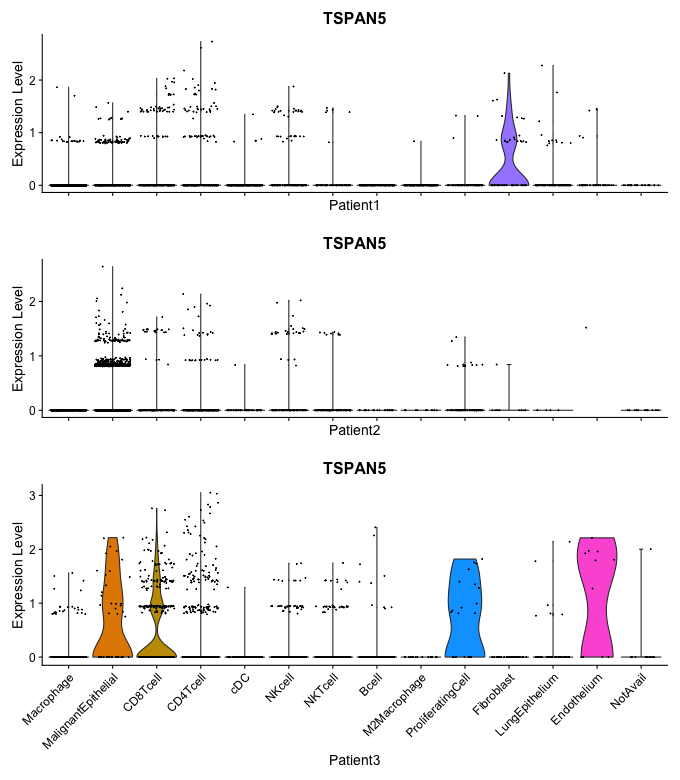 TSPAN5
Expression Level
2
1
0
Patient1
TSPAN5
Expression Level
2
1
0
Patient2
TSPAN5
Expression Level
3
2
1
0
Macrophage
MalignantEpithelial
CD8Tcell
CD4Tcell
cDC
NKcell
NKTcell
Bcell
M2Macrophage
ProliferatingCell
Fibroblast
LungEpithelium
Endothelium
NotAvail
Patient3